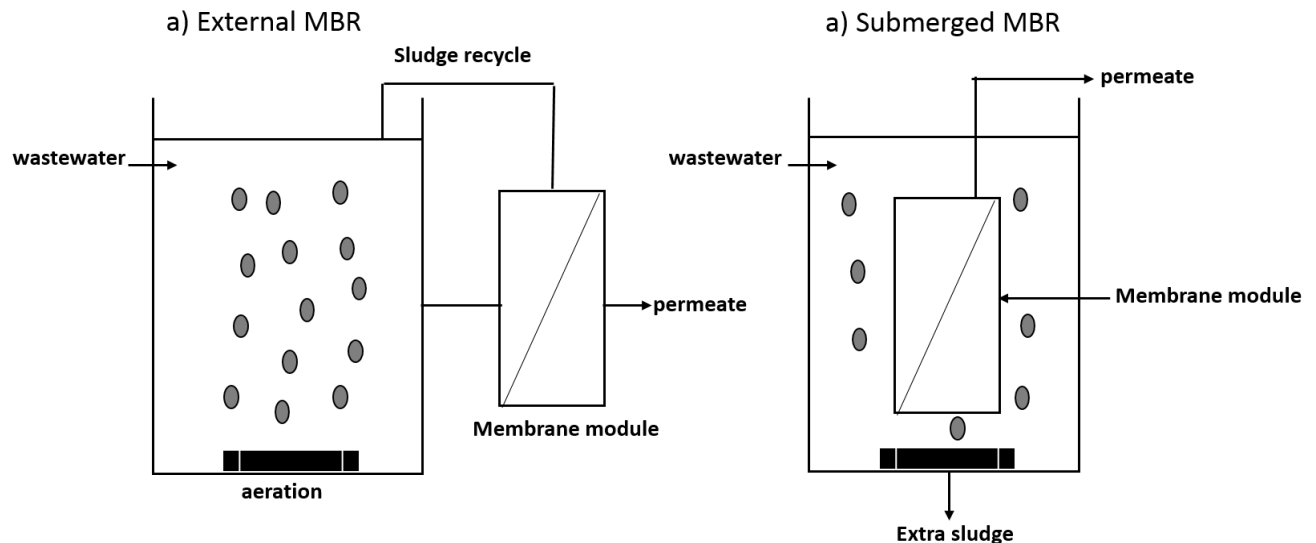 a) External MBR
Sludge recycle
wastewater
permeate
Membrane module
aeration
a) Submerged MBR
permeate
wastewater
Membrane module
Extra sludge